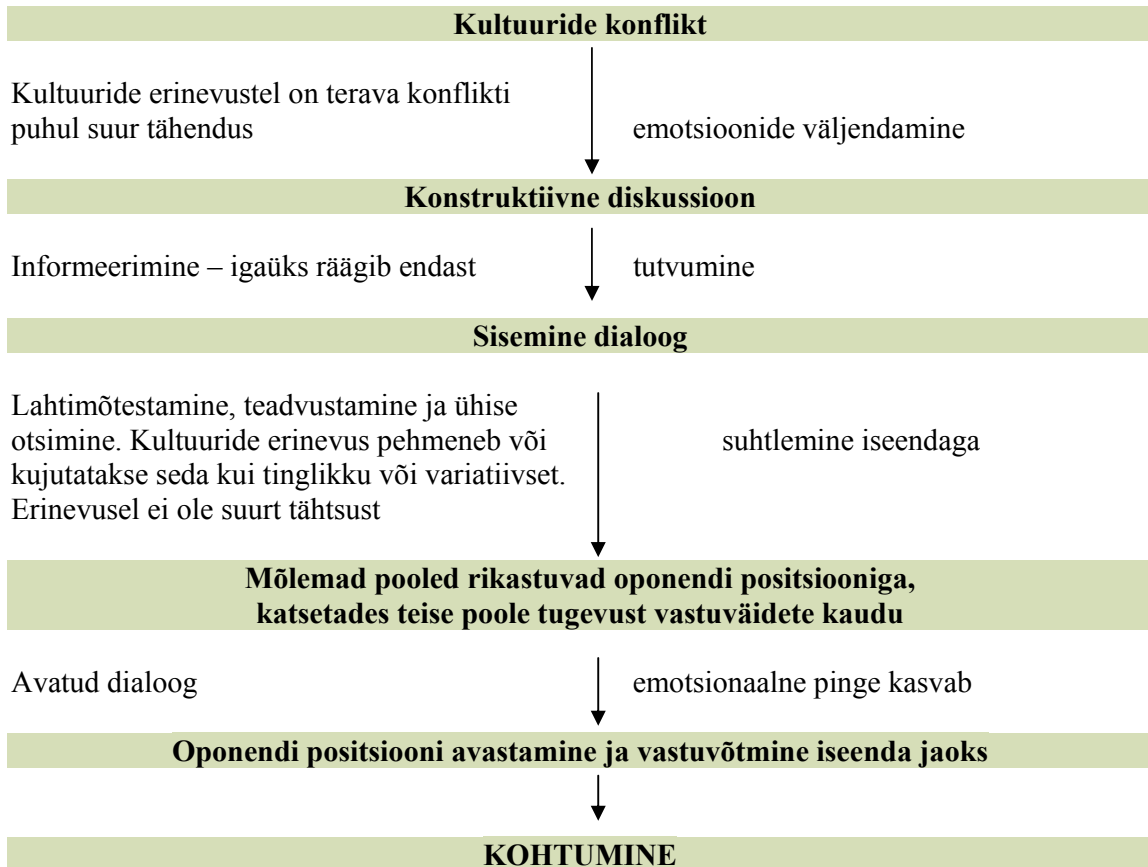 Kultuuride konflikt
Kultuuride erinevustel on terava konflikti
puhul suur tähendus
emotsioonide väljendamine
Konstruktiivne diskussioon
Informeerimine – igaüks räägib endast
tutvumine
Sisemine dialoog
Lahtimõtestamine, teadvustamine ja ühise
otsimine. Kultuuride erinevus pehmeneb või
kujutatakse seda kui tinglikku või variatiivset.
Erinevusel ei ole suurt tähtsust
suhtlemine iseendaga
Mõlemad pooled rikastuvad oponendi positsiooniga,
katsetades teise poole tugevust vastuväidete kaudu
Avatud dialoog
emotsionaalne pinge kasvab
Oponendi positsiooni avastamine ja vastuvõtmine iseenda jaoks
KOHTUMINE